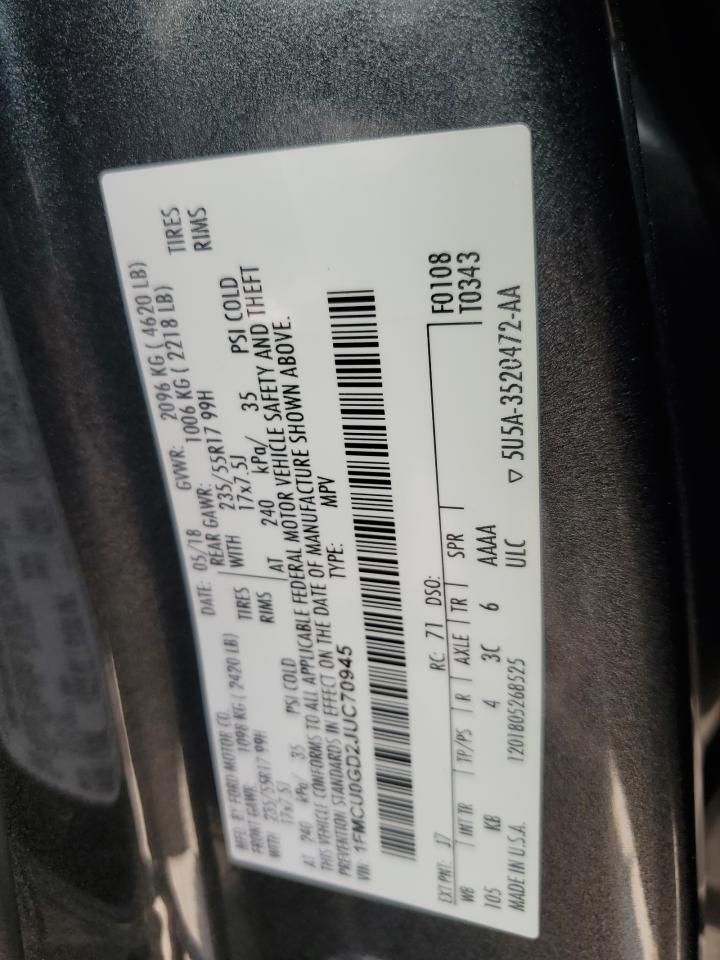 MFG. BY FORD MOTOR CO.
DATE: 05/18 GVWR: 2096 KG ( 4620 LB)
FRONT GAWR: 1098 KG ( 2420 LB) REAR GAWR: 1006 KG ( 2218 LB)
WITH 235/55R17 99H TIRES WITH 235/55R17 99H TIRES
17x7.5J RIMS 17x7.5J RIMS
AT 240 kPa/ 35 PSI COLD AT 240 kPa/ 35 PSI COLD
THIS VEHICLE CONFORMS TO ALL APPLICABLE FEDERAL MOTOR VEHICLE SAFETY AND THEFT
PREVENTION STANDARDS IN EFFECT ON THE DATE OF MANUFACTURE SHOWN ABOVE.
VIN: 1FMCU0GD2JUC70945 TYPE: MPV
F0108
T0343
EXT PNT: J7 RC: 71 DSO:
WB INT TR TP/PS R AXLE TR SPR
105 KB 4 3C 6 AAAA
MADE IN U.S.A. 1201805268525 ULC ▽ 5U5A-3520472-AA